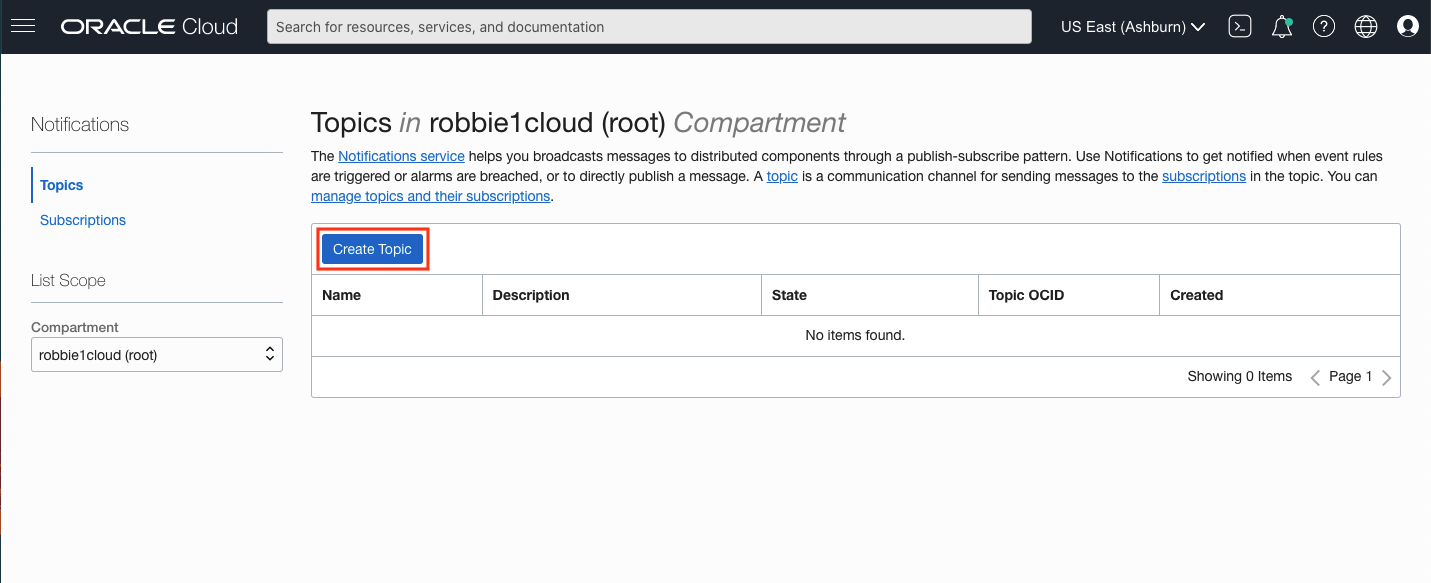 ORACLE Cloud
Search for resources, services, and documentation
US East (Ashburn)
Notifications
Topics
Subscriptions
List Scope
Compartment
robbie1cloud (root)
Topics in robbie1cloud (root) Compartment
The Notifications service helps you broadcasts messages to distributed components through a publish-subscribe pattern. Use Notifications to get notified when event rules
are triggered or alarms are breached, or to directly publish a message. A topic is a communication channel for sending messages to the subscriptions in the topic. You can
manage topics and their subscriptions.
Create Topic
Name Description State Topic OCID Created
No items found.
Showing 0 Items Page 1